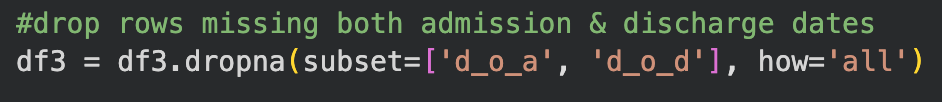 #drop rows missing both admission & discharge dates
df3 = df3.dropna(subset=['d_o_a', 'd_o_d'], how='all')